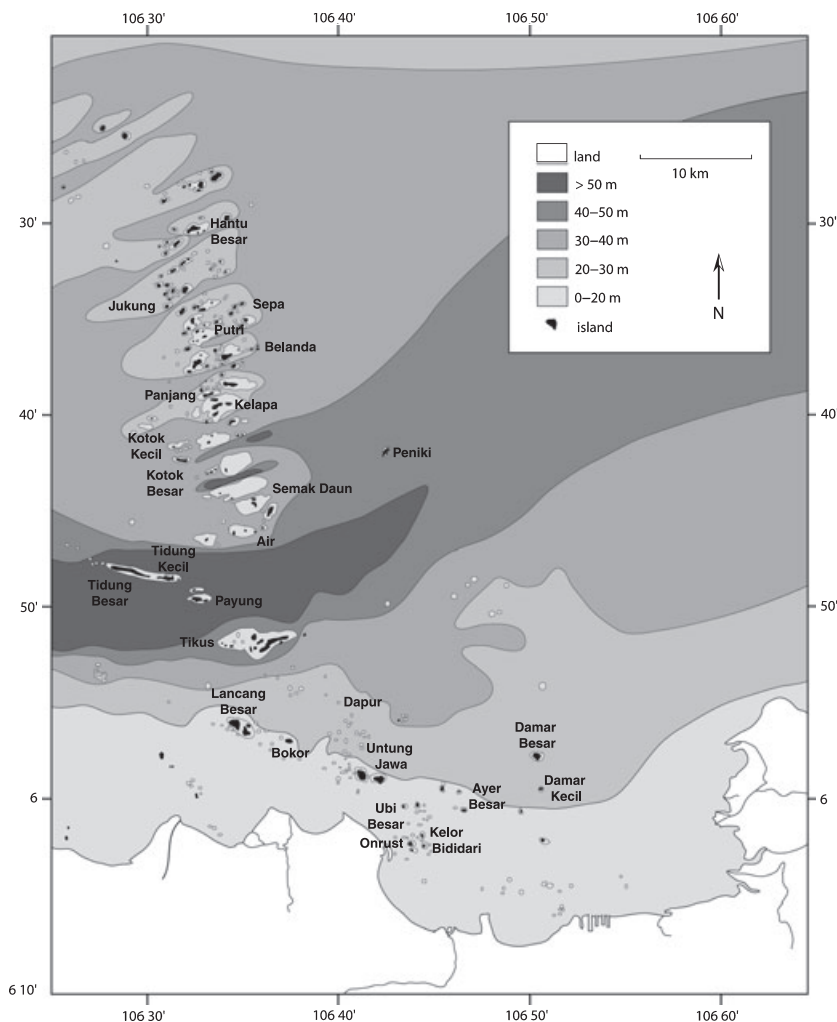 106 30'
106 40'
106 50'
106 60'
land
> 50 m
40–50 m
30–40 m
20–30 m
0–20 m
island
10 km
N
30'
30'
Hantu
Besar
Jukung
Sepa
Putri
Belanda
Panjang
Kelapa
40'
40
Kotok
Kecil
Peniki
Kotok
Besar
Semak Daun
Air
Tidung
Kecil
Tidung
Besar
Payung
50'
50'
Tikus
Lancang
Besar
Dapur
Damar
Besar
Bokor
Untung
Jawa
Damar
Kecil
Ayer
Besar
6
6
Ubi
Besar
Kelor
Onrust
Bididari
6 10'
106 30'
106 40'
106 50'
106 60'